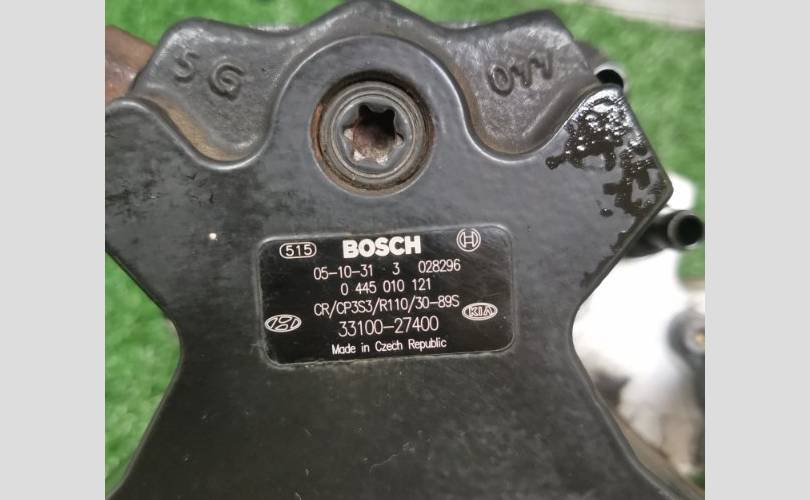 5G 044
515 BOSCH
05-10-31 3 028296
0 445 010 121
CR/CP3S3/R110/30-89S
KIA
33100-27400
Made in Czech Republic